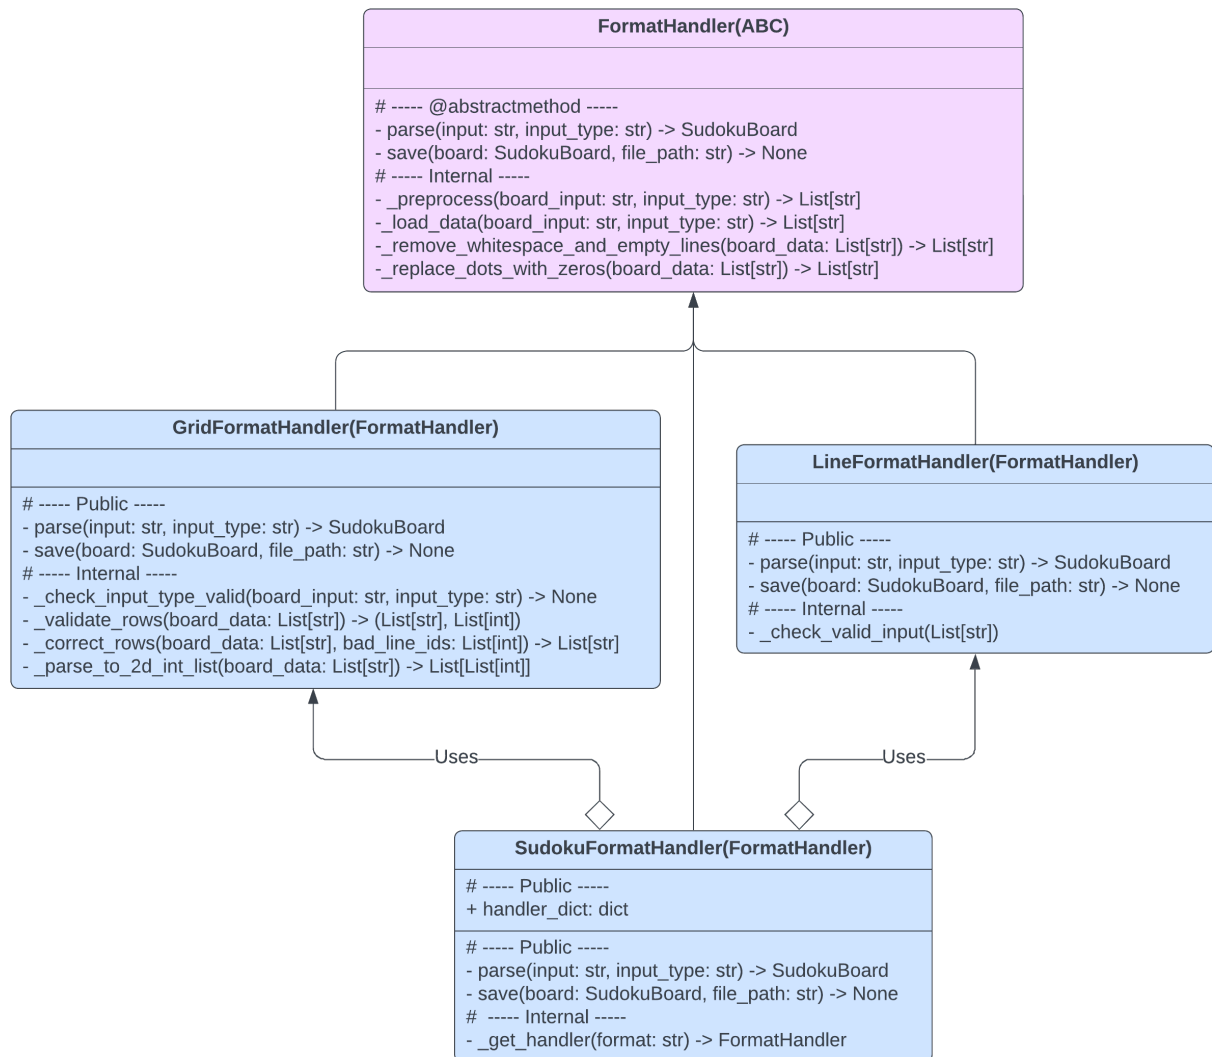 FormatHandler(ABC)
# ----- @abstractmethod -----
- parse(input: str, input_type: str) -> SudokuBoard
- save(board: SudokuBoard, file_path: str) -> None
# ----- Internal -----
- _preprocess(board_input: str, input_type: str) -> List[str]
-_load_data(board_input: str, input_type: str) -> List[str]
-_remove_whitespace_and_empty_lines(board_data: List[str]) -> List[str]
-_replace_dots_with_zeros(board_data: List[str]) -> List[str]
GridFormatHandler(FormatHandler)
# ----- Public -----
- parse(input: str, input_type: str) -> SudokuBoard
- save(board: SudokuBoard, file_path: str) -> None
# ----- Internal -----
- _check_input_type_valid(board_input: str, input_type: str) -> None
- _validate_rows(board_data: List[str]) -> (List[str], List[int])
- _correct_rows(board_data: List[str], bad_line_ids: List[int]) -> List[str]
- _parse_to_2d_int_list(board_data: List[str]) -> List[List[int]]
LineFormatHandler(FormatHandler)
# ----- Public -----
- parse(input: str, input_type: str) -> SudokuBoard
- save(board: SudokuBoard, file_path: str) -> None
# ----- Internal -----
- _check_valid_input(List[str])
Uses
Uses
SudokuFormatHandler(FormatHandler)
# ----- Public -----
+ handler_dict: dict
# ----- Public -----
- parse(input: str, input_type: str) -> SudokuBoard
- save(board: SudokuBoard, file_path: str) -> None
#  ----- Internal -----
- _get_handler(format: str) -> FormatHandler